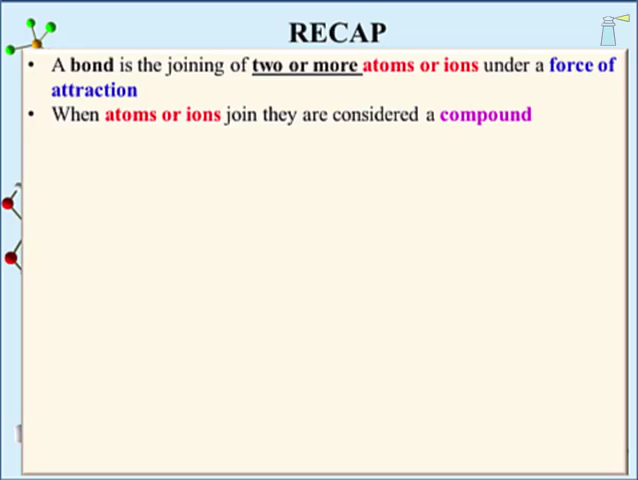 RECAP
• A bond is the joining of two or more atoms or ions under a force of
attraction
• When atoms or ions join they are considered a compound